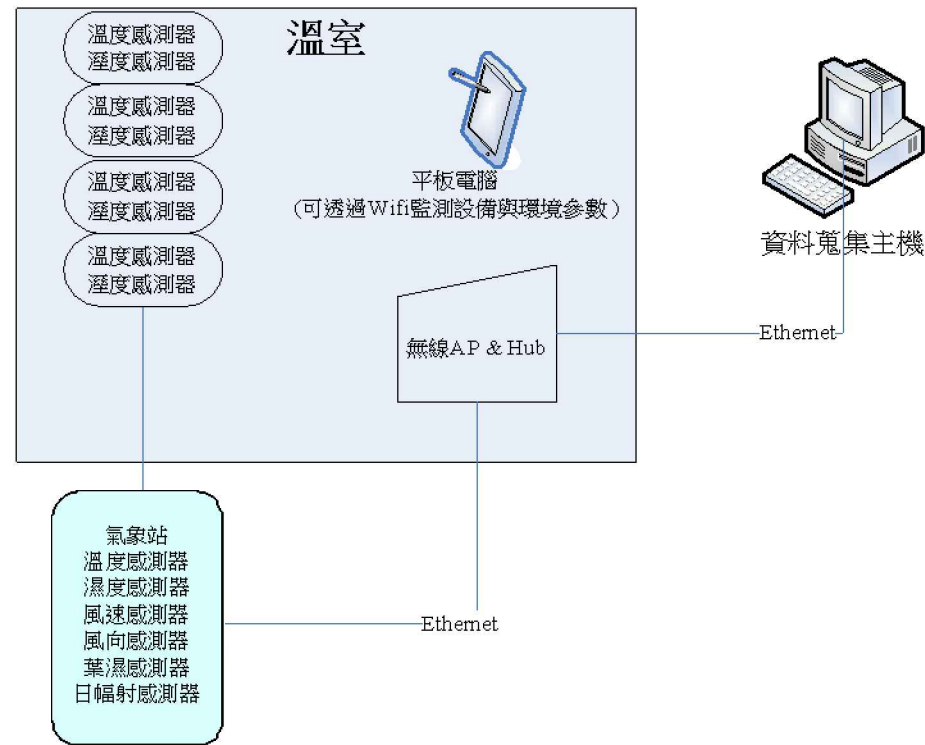 溫室
溫度感測器
溼度感測器
溫度感測器
溼度感測器
溫度感測器
溼度感測器
溫度感測器
溼度感測器
平板電腦
(可透過Wifi監測設備與環境參數)
資料蒐集主機
無線AP & Hub
Ethernet
氣象站
溫度感測器
濕度感測器
風速感測器
風向感測器
葉濕感測器
日幅射感測器
Ethernet